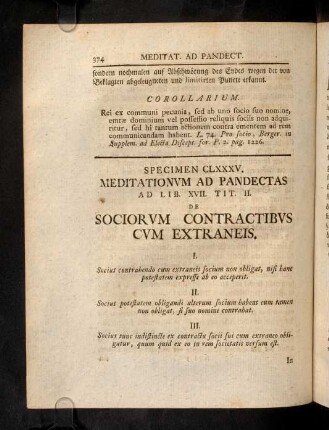 374 MEDITAT. AD PANDECT.
sondern nochmalen auf Abschwörung des Eydes wegen der von
Beklagten abgeleugneten und limitirten Puncte erkannt.
COROLLARIUM.
Rei ex communi pecunia, sed ab uno socio suo nomine,
emtæ dominium vel possessio reliquis sociis non adqui-
ritur, sed hi tantum actionem contra ementem ad rem
communicandam habent. L. 74. Pro socio, Berger. in
Supplem. ad Electa Discept. for. P. 2. pag. 1226.
SPECIMEN CLXXXV.
MEDITATIONVM AD PANDECTAS
AD LIB. XVII. TIT. II.
DE
SOCIORVM CONTRACTIBVS
CVM EXTRANEIS.
I.
Socius contrahendo cum extraneis socium non obligat, nisi hanc
potestatem expresse ab eo acceperit.
II.
Socius potestatem obligandi alterum socium habens eum tamen
non obligat, si suo nomine contrahat.
III.
Socius tunc indistincte ex contractu socii sui cum extraneo obli-
gatur, quum quid ex eo in rem societatis versum est.
In